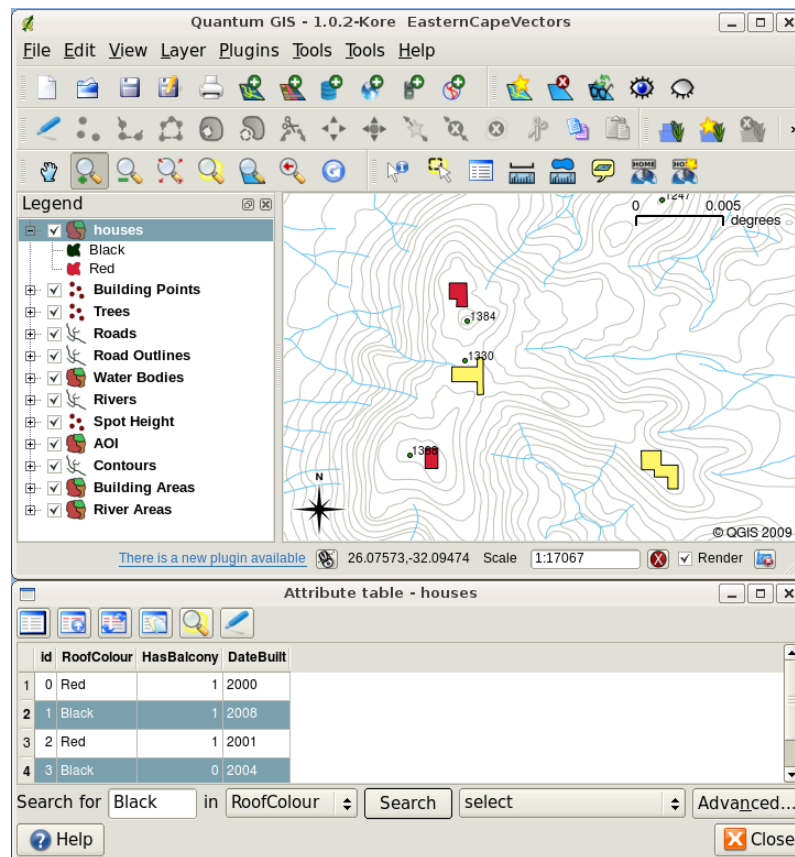 Quantum GIS - 1.0.2-Kore EasternCapeVectors
File Edit View Layer Plugins Tools Tools Help
HOME HO
Legend
houses
Black
Red
Building Points
Trees
Roads
Road Outlines
Water Bodies
Rivers
Spot Height
AOI
Contours
Building Areas
River Areas
1247
0 0.005
degrees
1384
1330
1388
N
© QGIS 2009
There is a new plugin available 26.07573,-32.09474 Scale 1:17067 Render
Attribute table - houses
id RoofColour HasBalcony DateBuilt
1 0 Red 1 2000
2 1 Black 1 2008
3 2 Red 1 2001
4 3 Black 0 2004
Search for Black in RoofColour Search select Advanced...
Help Close